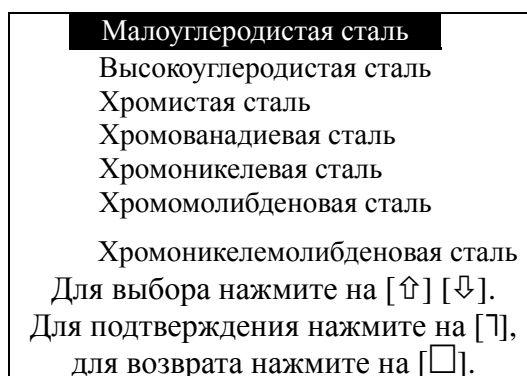 Малоуглеродистая сталь
Высокоуглеродистая сталь
Хромистая сталь
Хромованадиевая сталь
Хромоникелевая сталь
Хромомолибденовая сталь
Хромоникелемолибденовая сталь
Для выбора нажмите на [⇧] [⇩].
Для подтверждения нажмите на [⅂],
для возврата нажмите на [☐].